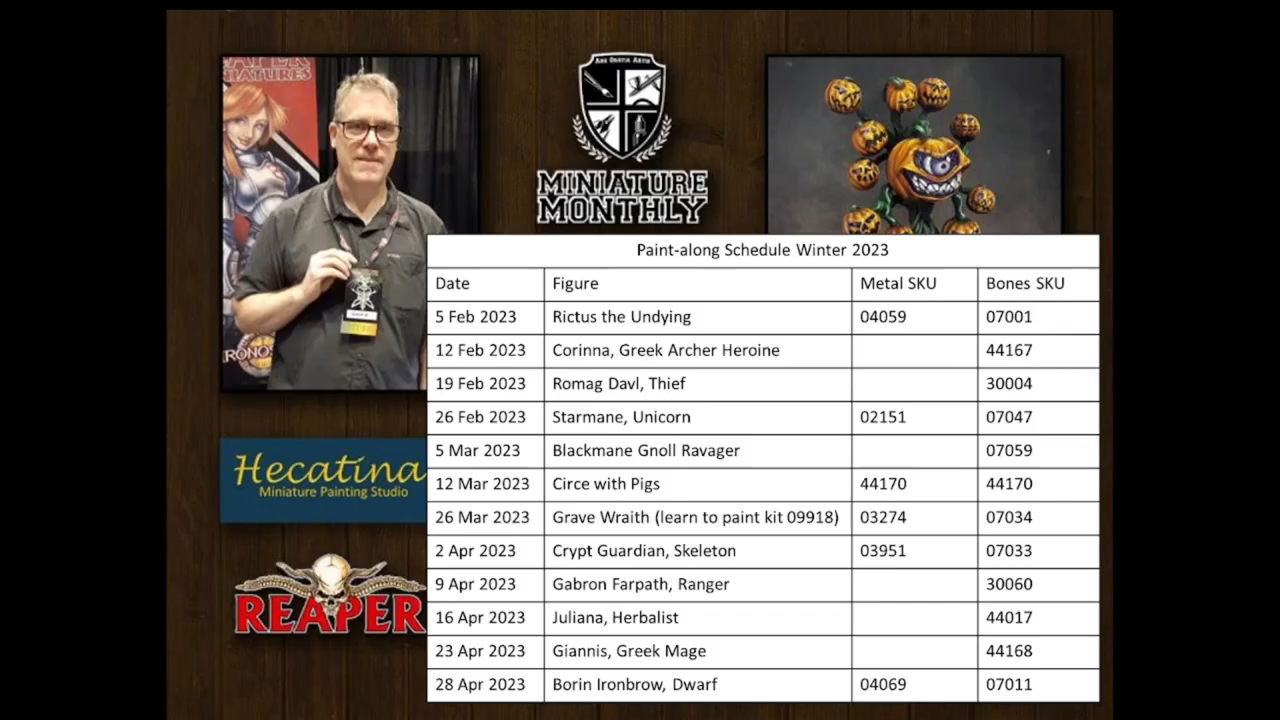 REAPER
MINIATURES
ARS GRATIA ARTIS
MINIATURE
MONTHLY
Paint-along Schedule Winter 2023
Date Figure Metal SKU Bones SKU
5 Feb 2023 Rictus the Undying 04059 07001
12 Feb 2023 Corinna, Greek Archer Heroine 44167
19 Feb 2023 Romag Davl, Thief 30004
26 Feb 2023 Starmane, Unicorn 02151 07047
5 Mar 2023 Blackmane Gnoll Ravager 07059
12 Mar 2023 Circe with Pigs 44170 44170
26 Mar 2023 Grave Wraith (learn to paint kit 09918) 03274 07034
2 Apr 2023 Crypt Guardian, Skeleton 03951 07033
9 Apr 2023 Gabron Farpath, Ranger 30060
16 Apr 2023 Juliana, Herbalist 44017
23 Apr 2023 Giannis, Greek Mage 44168
28 Apr 2023 Borin Ironbrow, Dwarf 04069 07011
Hecatina
Miniature Painting Studio
REAPER